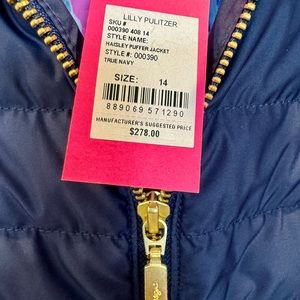 LILLY PULITZER
SKU #
000390 408 14
STYLE NAME:
HAISLEY PUFFER JACKET
STYLE #: 000390
TRUE NAVY
SIZE: 14
889069 571290
MANUFACTURER'S SUGGESTED PRICE
$278.00